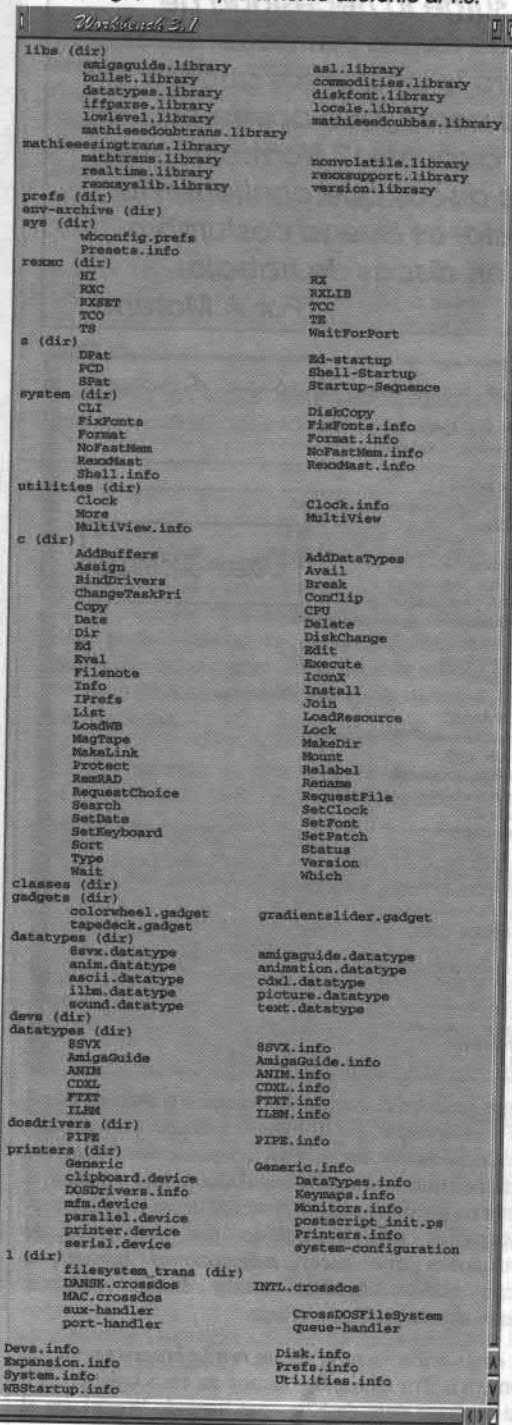 Workbench 3.1
libs (dir)
amigaguide.library asl.library
bullet.library commodities.library
datatypes.library diskfont.library
iffparse.library locale.library
lowlevel.library mathieeedoubbas.library
mathieeedoubtrans.library
mathieeesingtrans.library
mathtrans.library nonvolatile.library
realtime.library rexxsupport.library
rexxsyslib.library version.library
prefs (dir)
env-archive (dir)
sys (dir)
wbconfig.prefs
Presets.info
rexxc (dir)
HI RX
RXC RXLIB
RXSET TCC
TCO TE
TS WaitForPort
s (dir)
DPat Ed-startup
PCD Shell-Startup
SPat Startup-Sequence
system (dir)
CLI DiskCopy
FixFonts FixFonts.info
Format Format.info
NoFastMem NoFastMem.info
RexxMast RexxMast.info
Shell.info
utilities (dir)
Clock Clock.info
More MultiView
MultiView.info
c (dir)
AddBuffers AddDataTypes
Assign Avail
BindDrivers Break
ChangeTaskPri ConClip
Copy CPU
Date Delete
Dir DiskChange
Ed Edit
Eval Execute
Filenote IconX
Info Install
IPrefs Join
List LoadResource
LoadWB Lock
MagTape MakeDir
MakeLink Mount
Protect Relabel
RemRAD Rename
RequestChoice RequestFile
Search SetClock
SetDate SetFont
SetKeyboard SetPatch
Sort Status
Type Version
Wait Which
classes (dir)
gadgets (dir)
colorwheel.gadget gradientslider.gadget
tapedeck.gadget
datatypes (dir)
8svx.datatype amigaguide.datatype
anim.datatype animation.datatype
ascii.datatype cdxl.datatype
ilbm.datatype picture.datatype
sound.datatype text.datatype
devs (dir)
datatypes (dir)
8SVX 8SVX.info
AmigaGuide AmigaGuide.info
ANIM ANIM.info
CDXL CDXL.info
FTXT FTXT.info
ILBM ILBM.info
dosdrivers (dir)
PIPE PIPE.info
printers (dir)
Generic Generic.info
clipboard.device DataTypes.info
DOSDrivers.info Keymaps.info
mfm.device Monitors.info
parallel.device postscript_init.ps
printer.device Printers.info
serial.device system-configuration
l (dir)
filesystem_trans (dir)
DANSK.crossdos INTL.crossdos
MAC.crossdos
aux-handler CrossDOSFileSystem
port-handler queue-handler
Devs.info Disk.info
Expansion.info Prefs.info
System.info Utilities.info
WBStartup.info